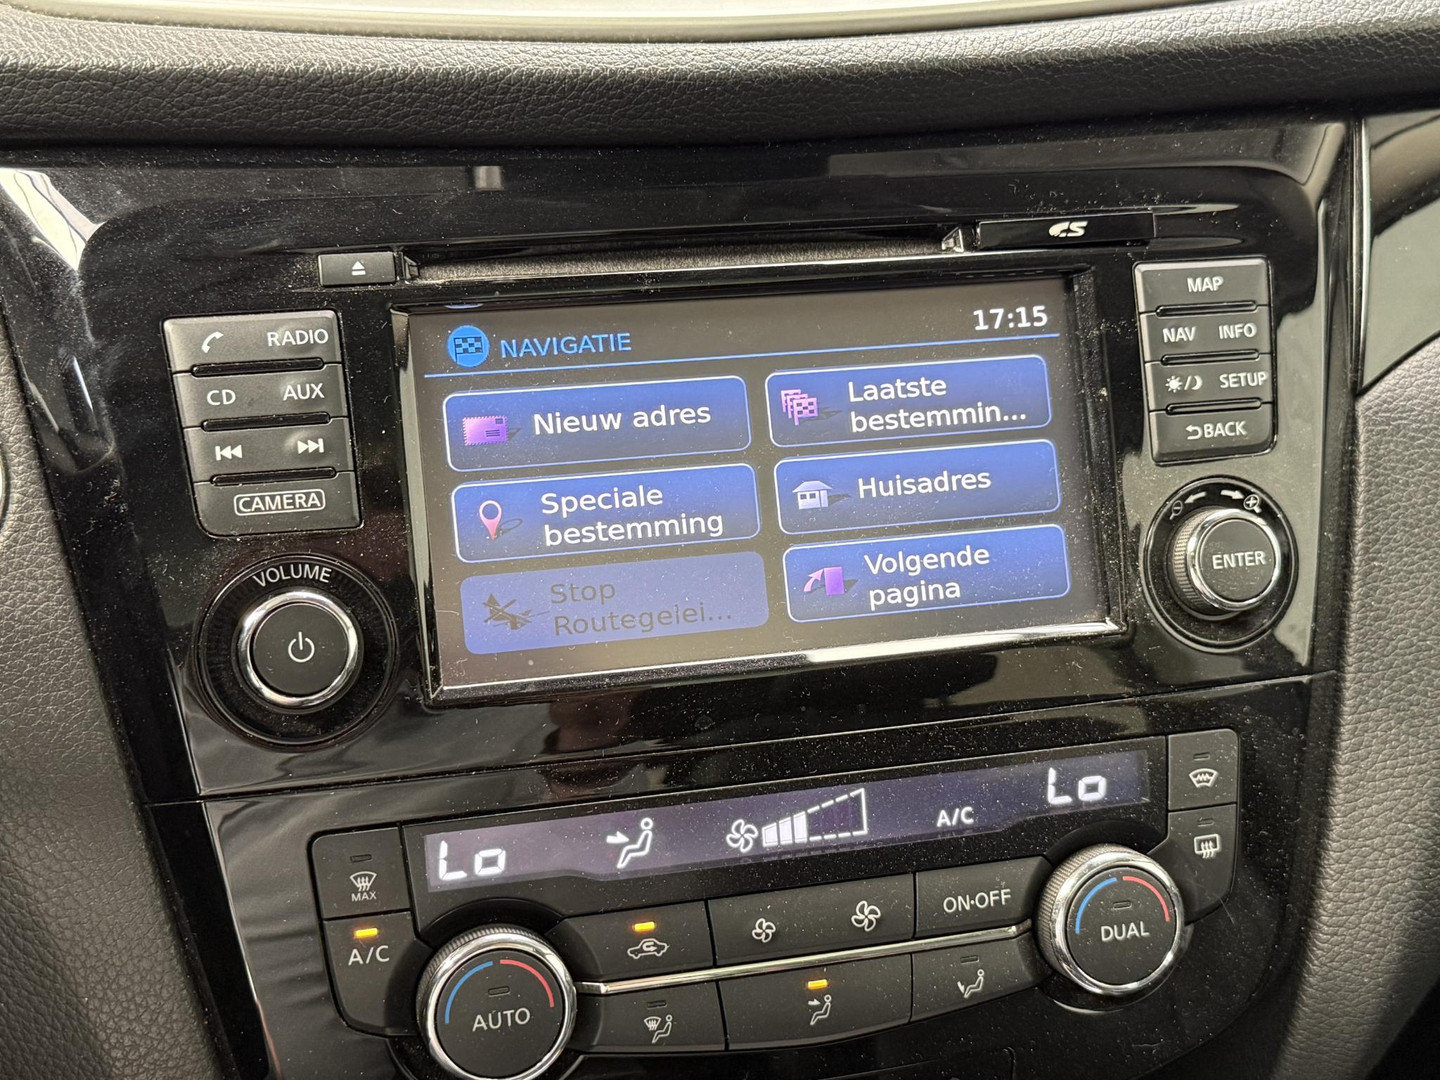 MAP
NAV INFO
SETUP
BACK
RADIO
CD AUX
CAMERA
VOLUME
ENTER
NAVIGATIE
17:15
Nieuw adres
Laatste
bestemmin...
Speciale
bestemming
Huisadres
Stop
Routegelei...
Volgende
pagina
Lo
A/C
Lo
MAX
A/C
ON·OFF
AUTO
DUAL